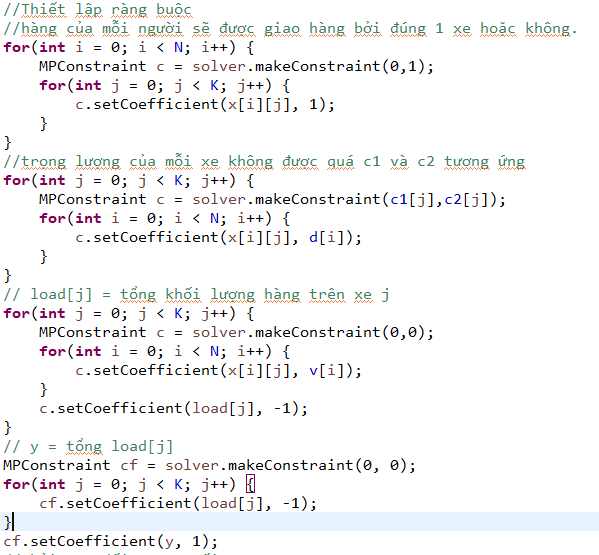 //Thiết lập ràng buộc
//hàng của mỗi người sẽ được giao hàng bởi đúng 1 xe hoặc không.
for(int i = 0; i < N; i++) {
    MPConstraint c = solver.makeConstraint(0,1);
    for(int j = 0; j < K; j++) {
        c.setCoefficient(x[i][j], 1);
    }
}
//trọng lương của mỗi xe không được quá c1 và c2 tương ứng
for(int j = 0; j < K; j++) {
    MPConstraint c = solver.makeConstraint(c1[j],c2[j]);
    for(int i = 0; i < N; i++) {
        c.setCoefficient(x[i][j], d[i]);
    }
}
// load[j] = tổng khối lượng hàng trên xe j
for(int j = 0; j < K; j++) {
    MPConstraint c = solver.makeConstraint(0,0);
    for(int i = 0; i < N; i++) {
        c.setCoefficient(x[i][j], v[i]);
    }
    c.setCoefficient(load[j], -1);
}
// y = tổng load[j]
MPConstraint cf = solver.makeConstraint(0, 0);
for(int j = 0; j < K; j++) {
    cf.setCoefficient(load[j], -1);
}
cf.setCoefficient(y, 1);